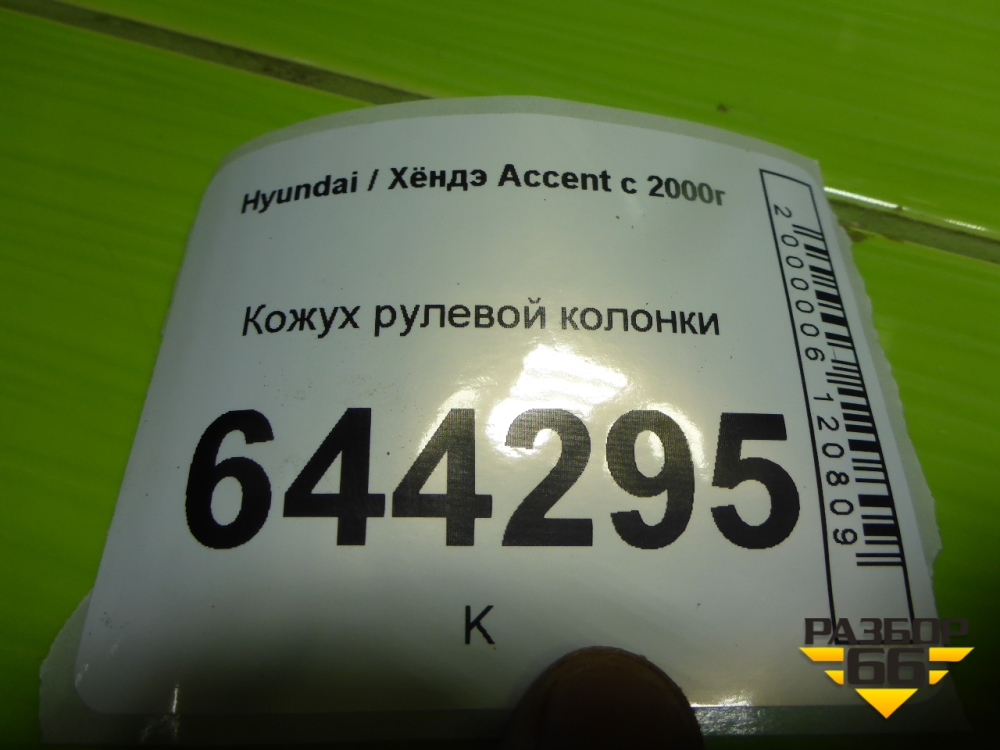 Hyundai / Хёндэ Accent с 2000г
Кожух рулевой колонки
644295
К
2000006120809
РАЗБОР
66